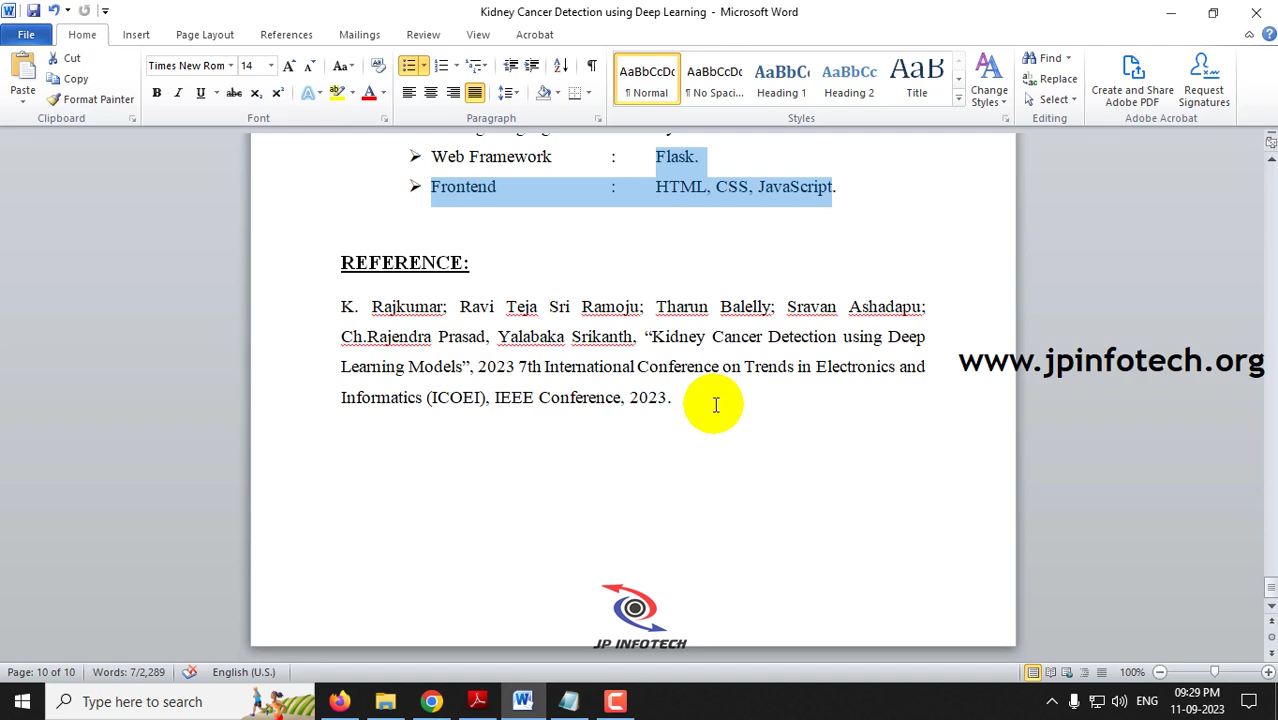 Kidney Cancer Detection using Deep Learning - Microsoft Word
File Home Insert Page Layout References Mailings Review View Acrobat
Paste Cut Copy Format Painter
Times New Rom 14
AaBbCcDc AaBbCcDc AaBbCc AaBbCc AaB
¶ Normal ¶ No Spaci... Heading 1 Heading 2 Title
Change Styles
Find Replace Select
Create and Share Adobe PDF
Request Signatures
Clipboard Font Paragraph Styles Editing Adobe Acrobat
➢ Web Framework : Flask.
➢ Frontend : HTML, CSS, JavaScript.
REFERENCE:
K. Rajkumar; Ravi Teja Sri Ramoju; Tharun Balelly; Sravan Ashadapu;
Ch.Rajendra Prasad, Yalabaka Srikanth, “Kidney Cancer Detection using Deep
Learning Models”, 2023 7th International Conference on Trends in Electronics and
Informatics (ICOEI), IEEE Conference, 2023.
www.jpinfotech.org
JP INFOTECH
Page: 10 of 10 Words: 7/2,289 English (U.S.) 100%
Type here to search
ENG
09:29 PM
11-09-2023